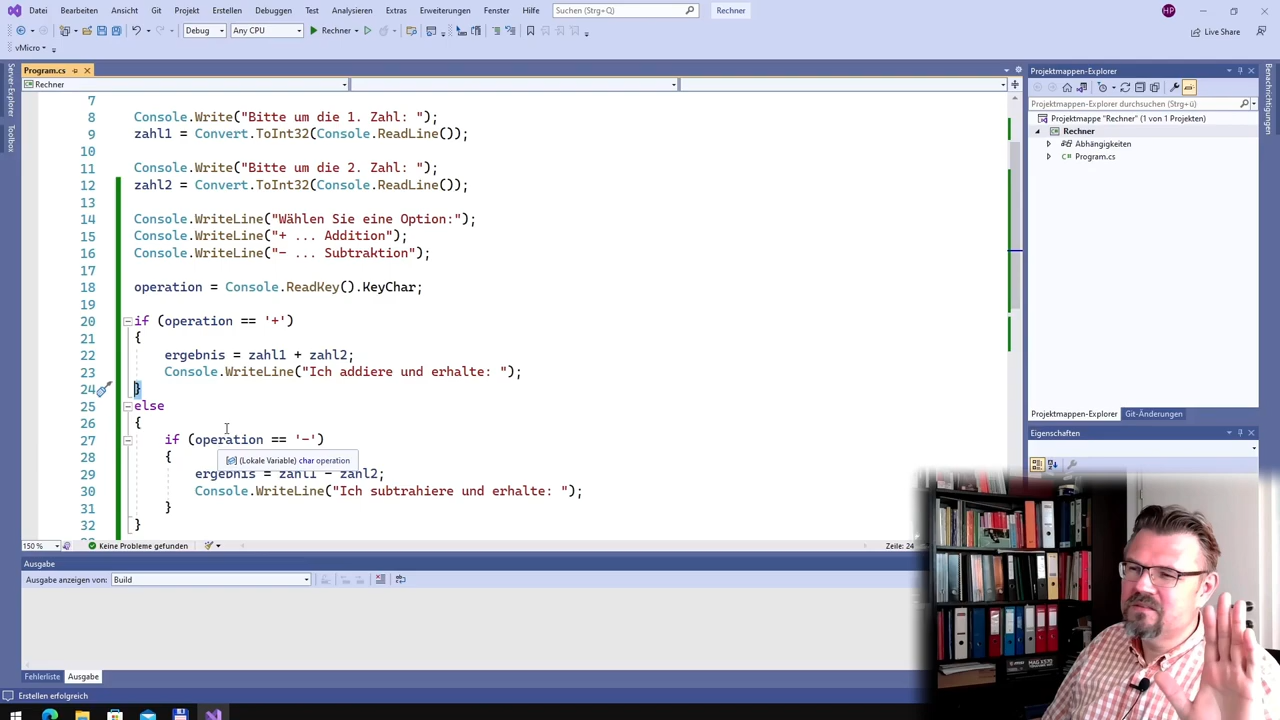 Datei Bearbeiten Ansicht Git Projekt Erstellen Debuggen Test Analysieren Extras Erweiterungen Fenster Hilfe Suchen (Strg+Q) Rechner HP
Debug Any CPU Rechner Live Share
vMicro
Program.cs
Rechner
Server-Explorer
Toolbox
7
8 Console.Write("Bitte um die 1. Zahl: ");
9 zahl1 = Convert.ToInt32(Console.ReadLine());
10
11 Console.Write("Bitte um die 2. Zahl: ");
12 zahl2 = Convert.ToInt32(Console.ReadLine());
13
14 Console.WriteLine("Wählen Sie eine Option:");
15 Console.WriteLine("+ ... Addition");
16 Console.WriteLine("- ... Subtraktion");
17
18 operation = Console.ReadKey().KeyChar;
19
20 if (operation == '+')
21 {
22 ergebnis = zahl1 + zahl2;
23 Console.WriteLine("Ich addiere und erhalte: ");
24 }
25 else
26 {
27 if (operation == '-')
(Lokale Variable) char operation
28 {
29 ergebnis = zahl1 - zahl2;
30 Console.WriteLine("Ich subtrahiere und erhalte: ");
31 }
32 }
150 % Keine Probleme gefunden Zeile: 24
Ausgabe
Ausgabe anzeigen von: Build
Fehlerliste Ausgabe
Erstellen erfolgreich
Projektmappen-Explorer
Projektmappen-Explorer durchsuchen (Strg+ü)
Projektmappe "Rechner" (1 von 1 Projekten)
Rechner
Abhängigkeiten
Program.cs
Projektmappen-Explorer Git-Änderungen
Eigenschaften
Benachrichtigungen
MAG X570